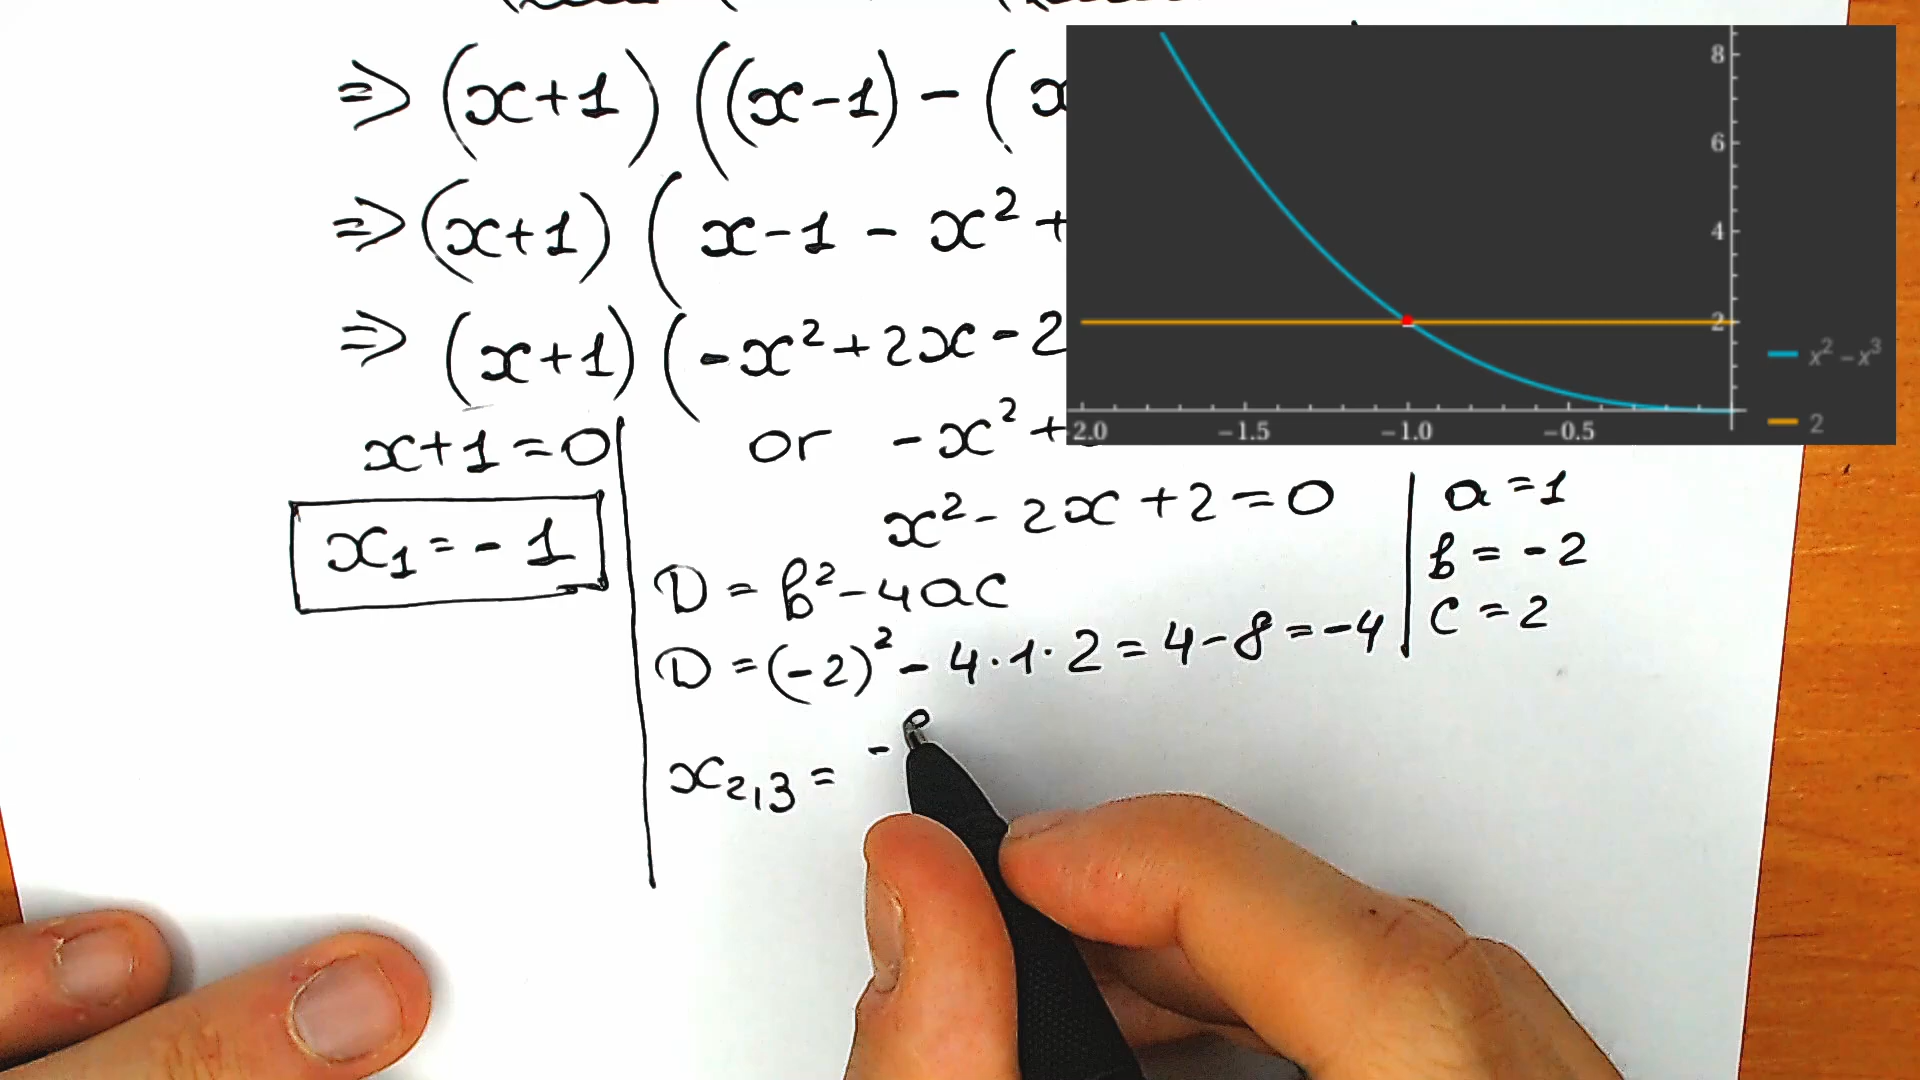 => (x+1) ((x-1) - (x
=> (x+1) (x-1 - x² +
=> (x+1) (-x² + 2x - 2
x+1 = 0 or -x² +
x₁ = -1
x² - 2x + 2 = 0
D = b² - 4ac
D = (-2)² - 4·1·2 = 4 - 8 = -4
x₂,₃ = -
a = 1
b = -2
c = 2
8
6
4
2
2.0 −1.5 −1.0 −0.5
x² − x³
2